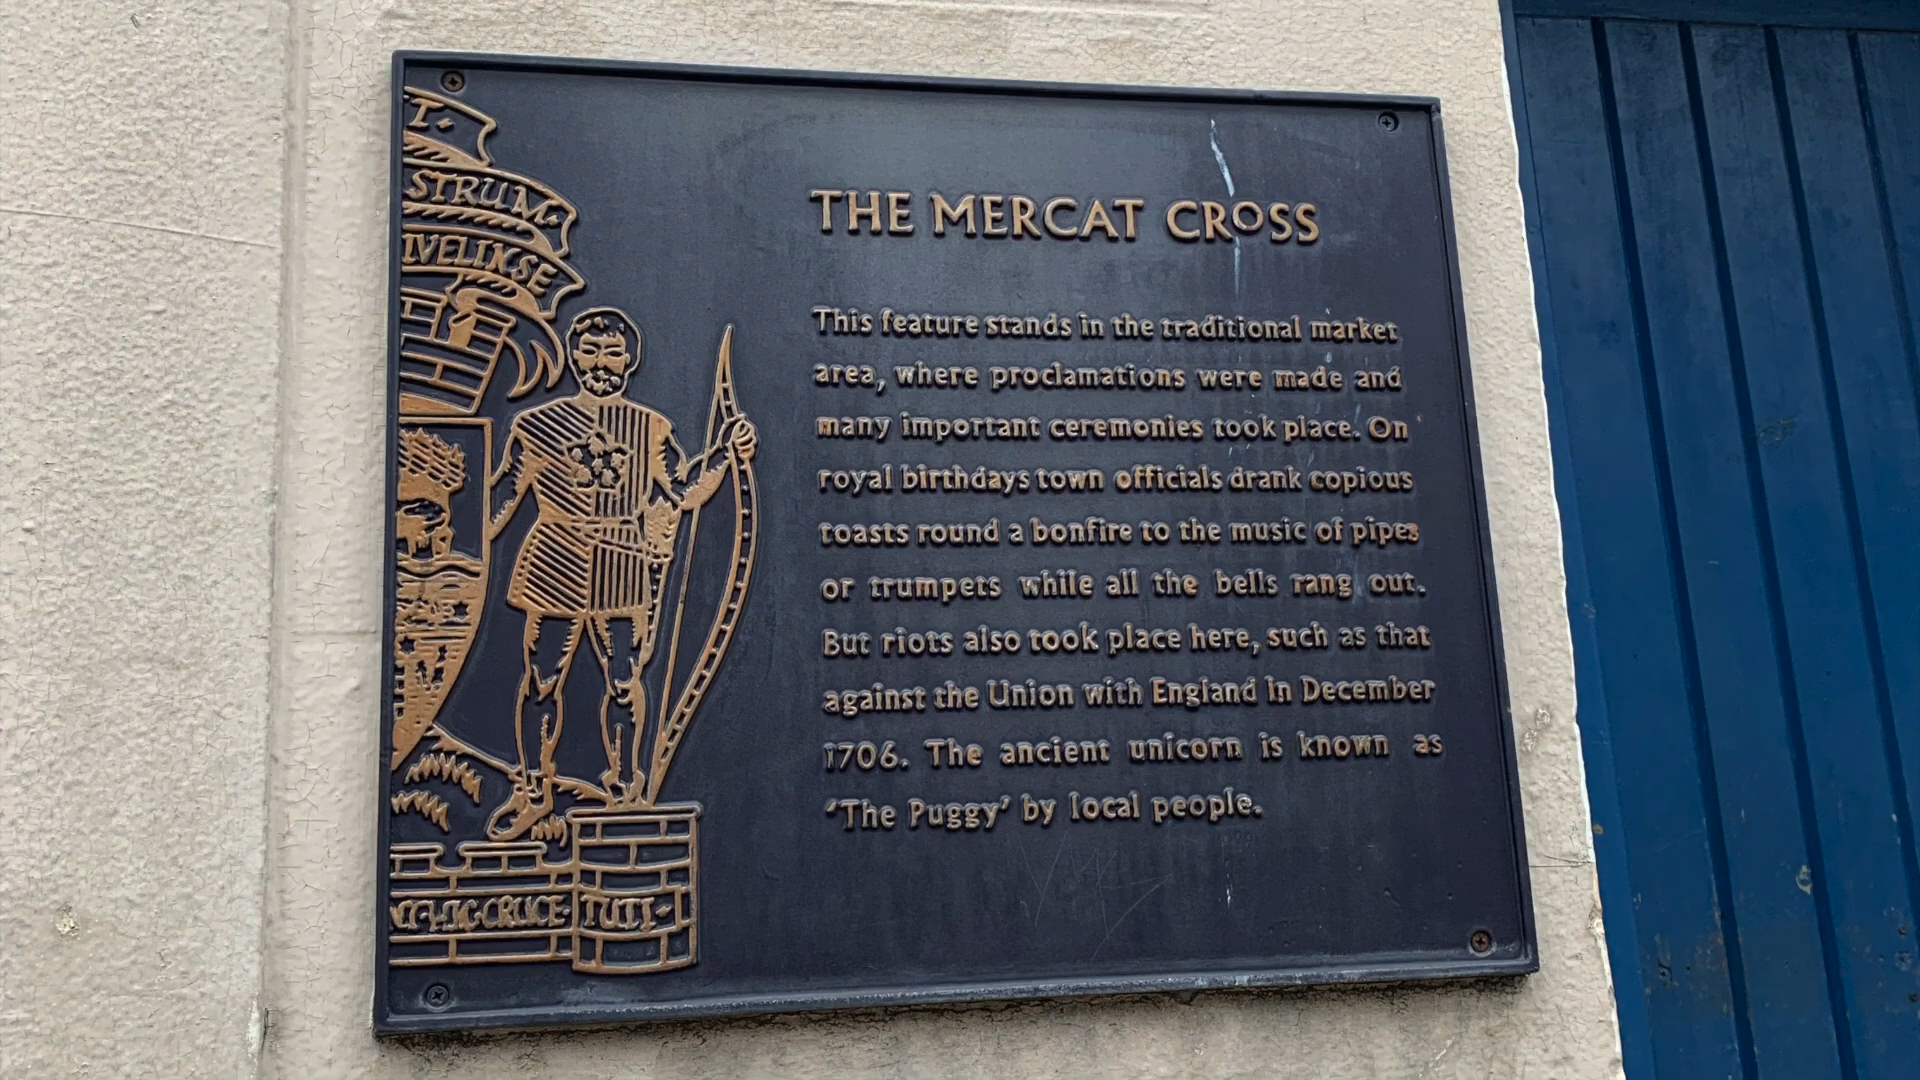 I·
STRUM·
IVELINSE
THE MERCAT CROSS
This feature stands in the traditional market
area, where proclamations were made and
many important ceremonies took place. On
royal birthdays town officials drank copious
toasts round a bonfire to the music of pipes
or trumpets while all the bells rang out.
But riots also took place here, such as that
against the Union with England in December
1706. The ancient unicorn is known as
‘The Puggy’ by local people.
CRUCE· TUTI·